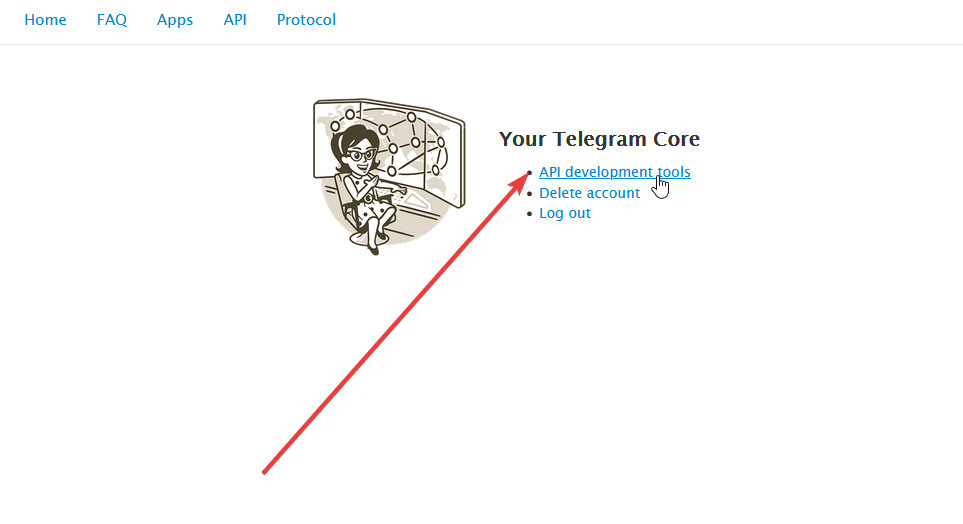 Home FAQ Apps API Protocol
Your Telegram Core
API development tools
Delete account
Log out